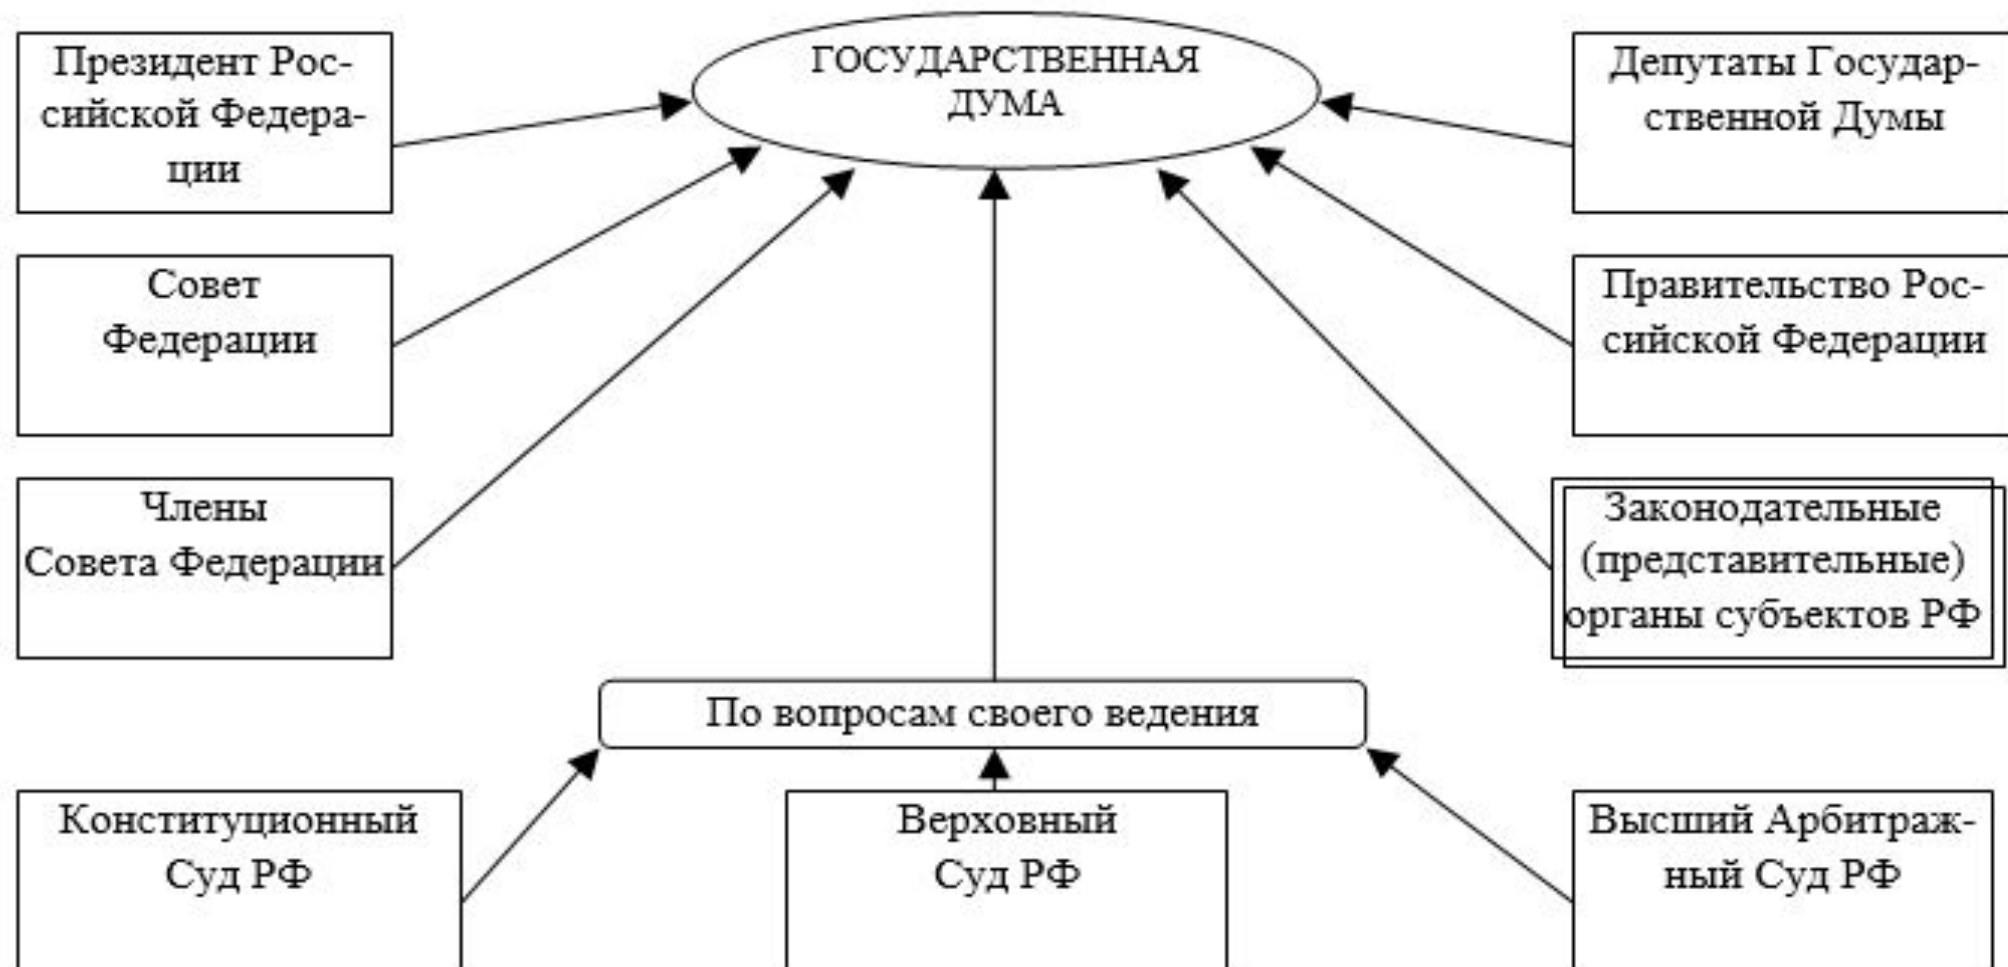 Президент Рос-
сийской Федера-
ции
ГОСУДАРСТВЕННАЯ
ДУМА
Депутаты Государ-
ственной Думы
Совет
Федерации
Правительство Рос-
сийской Федерации
Члены
Совета Федерации
Законодательные
(представительные)
органы субъектов РФ
По вопросам своего ведения
Конституционный
Суд РФ
Верховный
Суд РФ
Высший Арбитраж-
ный Суд РФ